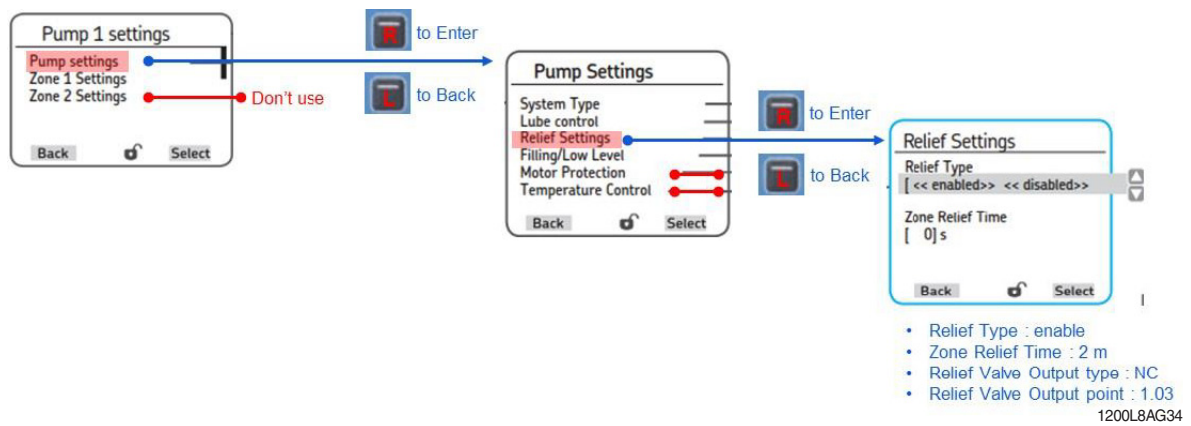 Pump 1 settings
Pump settings
Zone 1 Settings
Zone 2 Settings
Don't use
Back
Select
R
to Enter
L
to Back
Pump Settings
System Type
Lube control
Relief Settings
Filling/Low Level
Motor Protection
Temperature Control
Back
Select
R
to Enter
L
to Back
Relief Settings
Relief Type
[ << enabled>> << disabled>>
Zone Relief Time
[ 0] s
Back
Select
• Relief Type : enable
• Zone Relief Time : 2 m
• Relief Valve Output type : NC
• Relief Valve Output point : 1.03
1200L8AG34